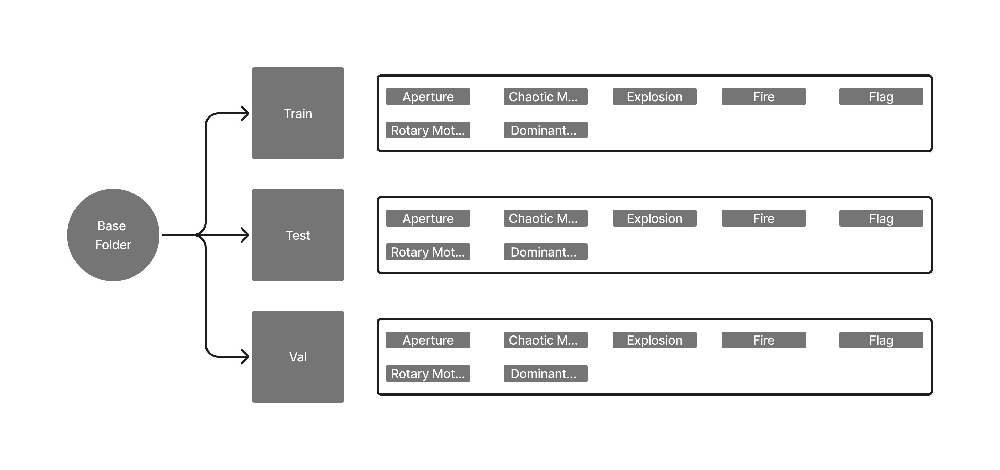 Train
Aperture
Chaotic M...
Explosion
Fire
Flag
Rotary Mot...
Dominant...
Base
Folder
Test
Aperture
Chaotic M...
Explosion
Fire
Flag
Rotary Mot...
Dominant...
Val
Aperture
Chaotic M...
Explosion
Fire
Flag
Rotary Mot...
Dominant...